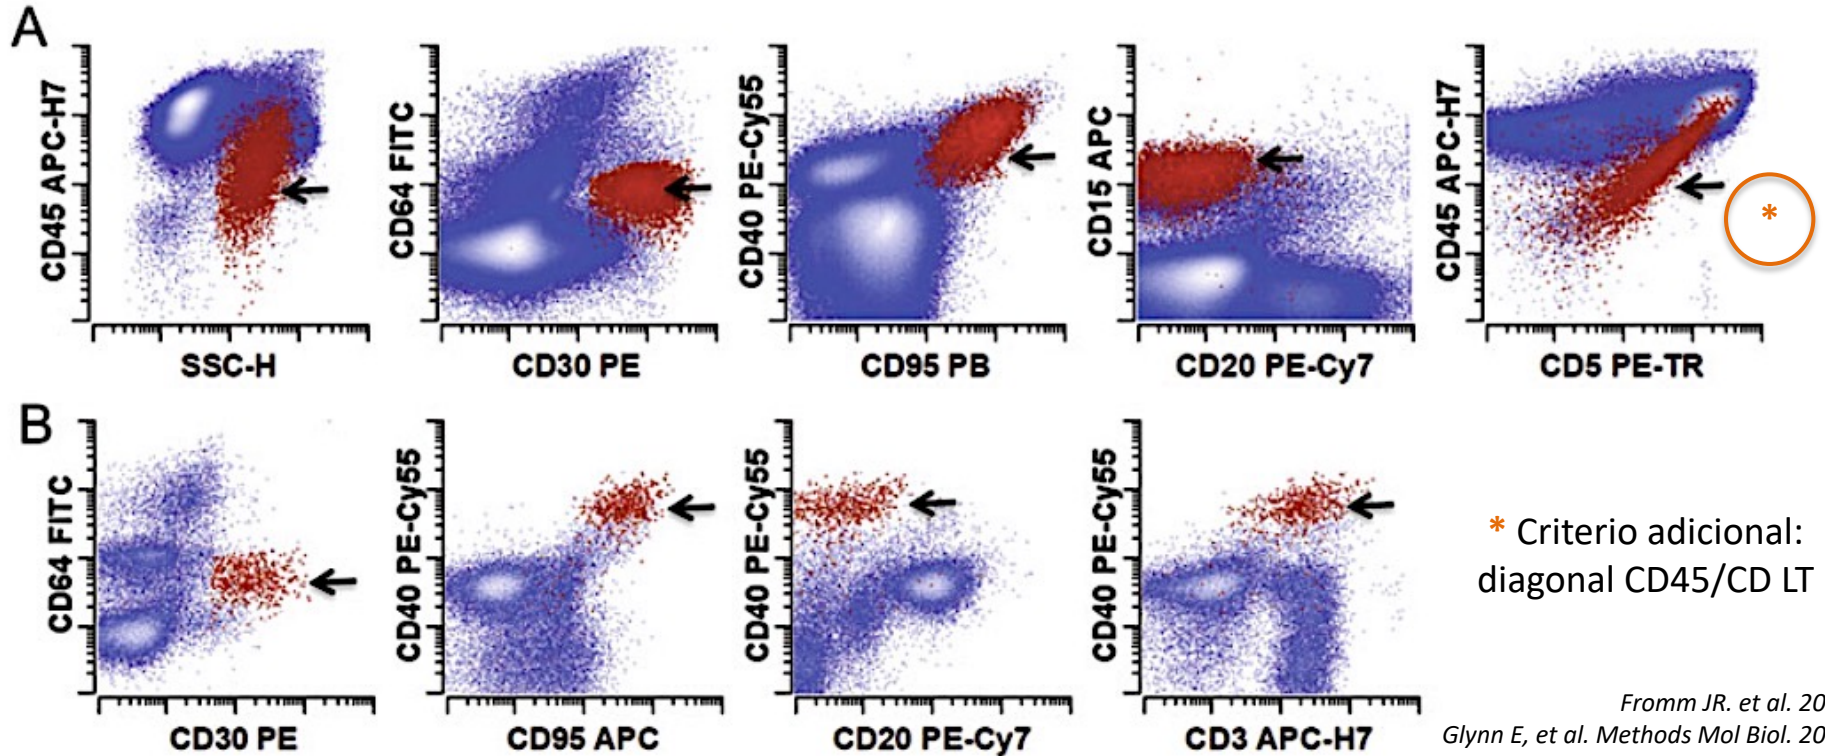 A
CD45 APC-H7
SSC-H
CD64 FITC
CD30 PE
CD40 PE-Cy55
CD95 PB
CD15 APC
CD20 PE-Cy7
CD45 APC-H7
CD5 PE-TR
*
B
CD64 FITC
CD30 PE
CD40 PE-Cy55
CD95 APC
CD40 PE-Cy55
CD20 PE-Cy7
CD40 PE-Cy55
CD3 APC-H7
* Criterio adicional:
diagonal CD45/CD LT
Fromm JR. et al. 20
Glynn E, et al. Methods Mol Biol. 20